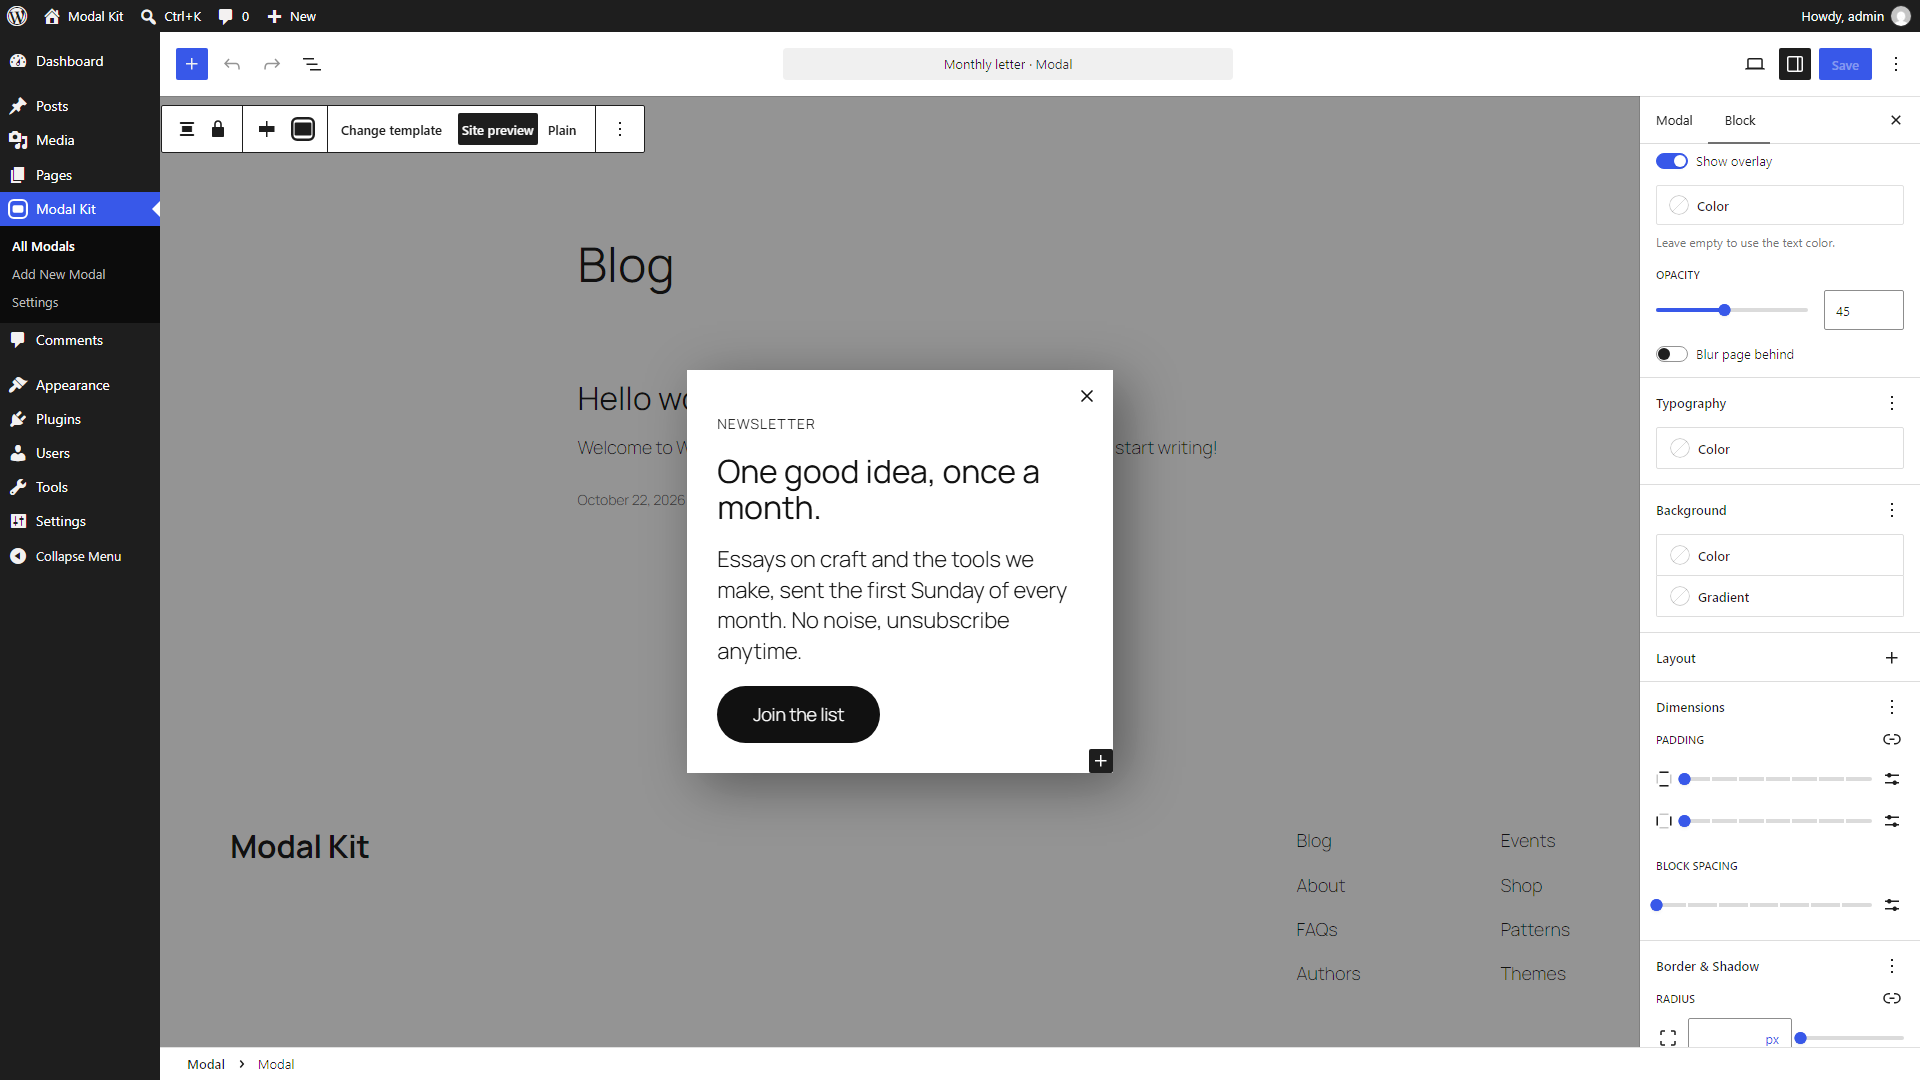 Modal Kit
Ctrl+K
0
New
Howdy, admin
Dashboard
Posts
Media
Pages
Modal Kit
All Modals
Add New Modal
Settings
Comments
Appearance
Plugins
Users
Tools
Settings
Collapse Menu
Monthly letter · Modal
Save
Change template
Site preview
Plain
Blog
Hello wo
Welcome to W
start writing!
October 22, 2026
NEWSLETTER
One good idea, once a
month.
Essays on craft and the tools we
make, sent the first Sunday of every
month. No noise, unsubscribe
anytime.
Join the list
Modal Kit
Blog
Events
About
Shop
FAQs
Patterns
Authors
Themes
Modal
Block
Show overlay
Color
Leave empty to use the text color.
OPACITY
45
Blur page behind
Typography
Color
Background
Color
Gradient
Layout
Dimensions
PADDING
BLOCK SPACING
Border & Shadow
RADIUS
px
Modal
Modal